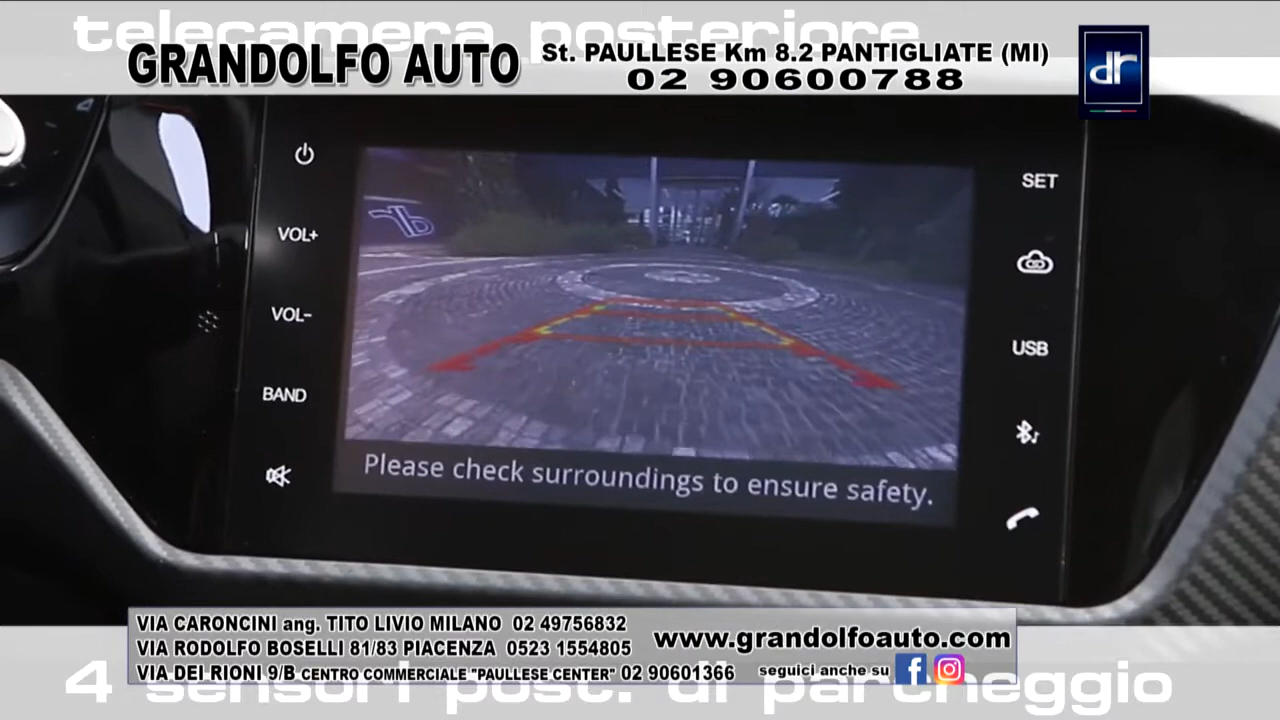 telecamera posteriore
GRANDOLFO AUTO
St. PAULLESE Km 8.2 PANTIGLIATE (MI)
02 90600788
dr
SET
VOL+
VOL-
USB
BAND
Please check surroundings to ensure safety.
VIA CARONCINI ang. TITO LIVIO MILANO 02 49756832
VIA RODOLFO BOSELLI 81/83 PIACENZA 0523 1554805
VIA DEI RIONI 9/B CENTRO COMMERCIALE "PAULLESE CENTER" 02 90601366
www.grandolfoauto.com
seguici anche su
4 sensori post. di parcheggio